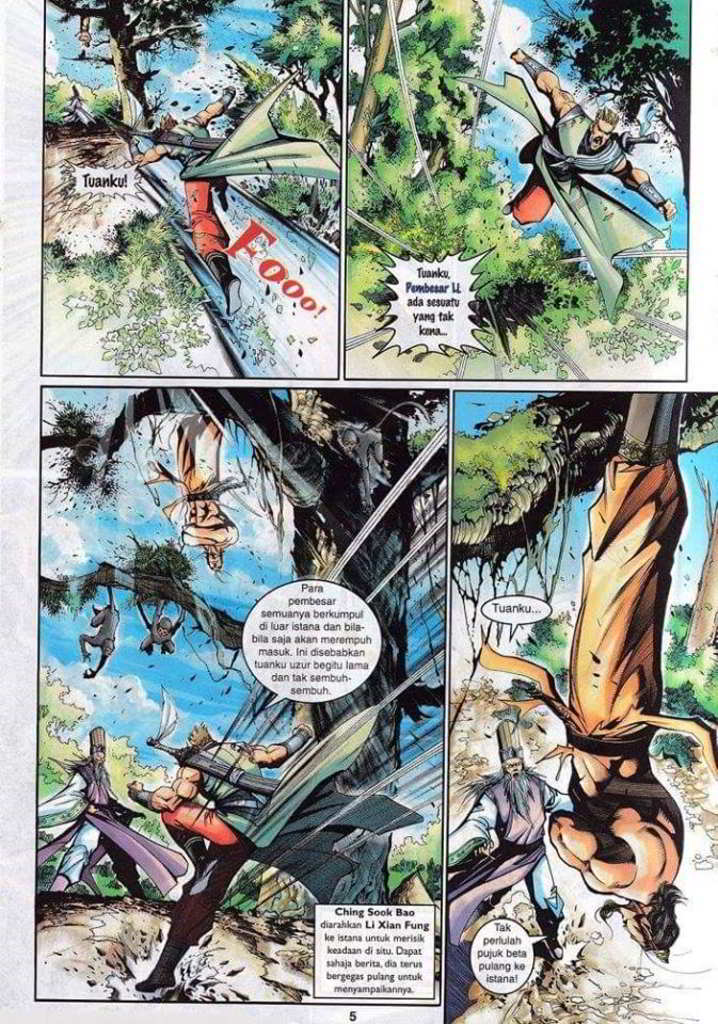 Tuanku!
Fooo!
Tuanku,
Pembesar Li,
ada sesuatu
yang tak
kena...
Para
pembesar
semuanya berkumpul
di luar istana dan bila-
bila saja akan merempuh
masuk. Ini disebabkan
tuanku uzur begitu lama
dan tak sembuh-
sembuh.
Ching Sook Bao
diarahkan Li Xian Fung
ke istana untuk merisik
keadaan di situ. Dapat
sahaja berita, dia terus
bergegas pulang untuk
menyampaikannya.
Tuanku...
Tak
perlulah
pujuk beta
pulang ke
istana!
5